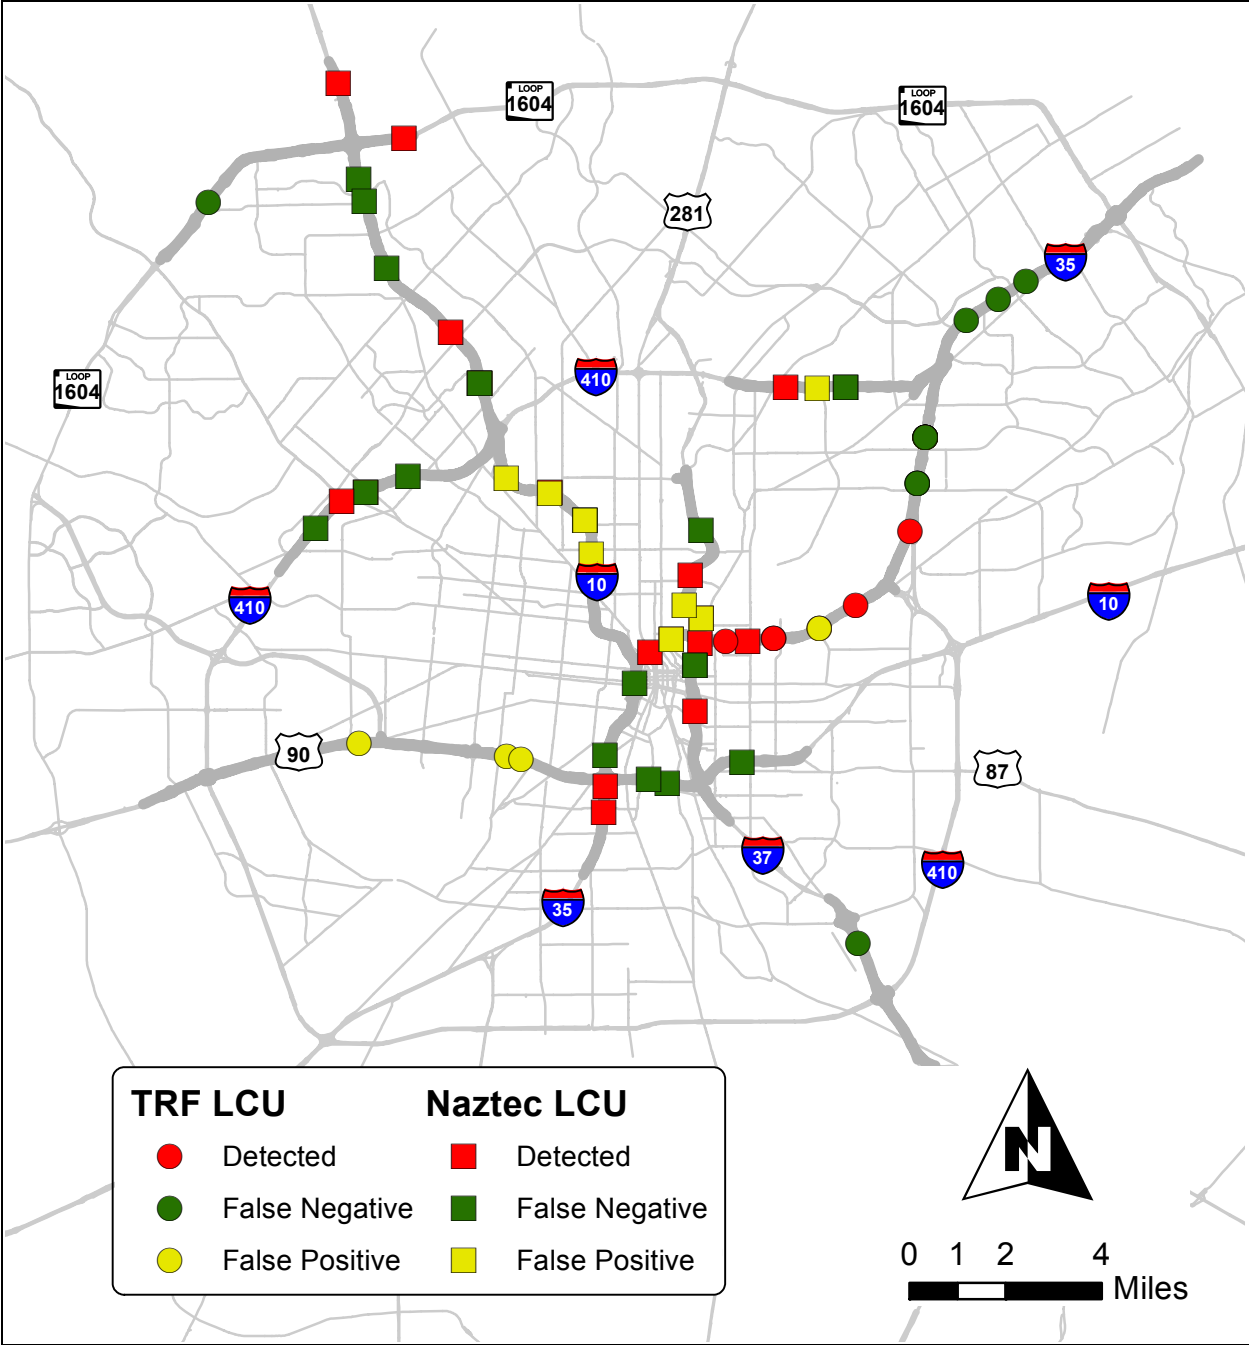 LOOP
1604
LOOP
1604
281
35
410
LOOP
1604
10
410
10
90
87
37
410
35
TRF LCU Naztec LCU
Detected Detected
False Negative False Negative
False Positive False Positive
N
0 1 2 4
Miles